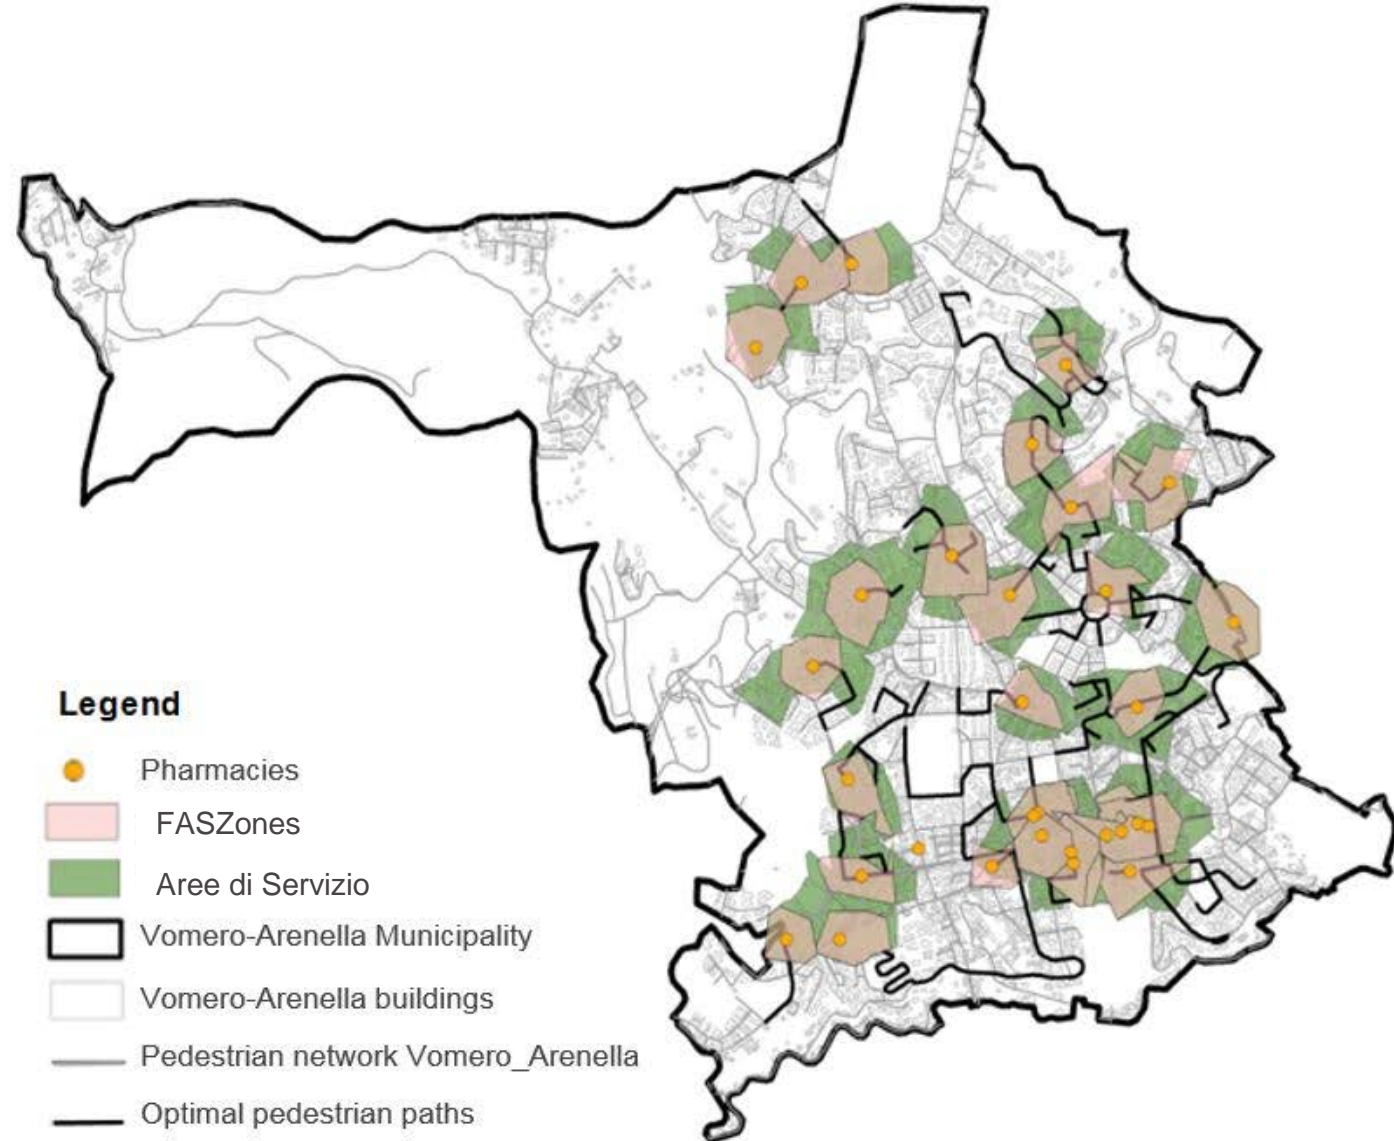 Legend
Pharmacies
FASZones
Aree di Servizio
Vomero-Arenella Municipality
Vomero-Arenella buildings
Pedestrian network Vomero_Arenella
Optimal pedestrian paths